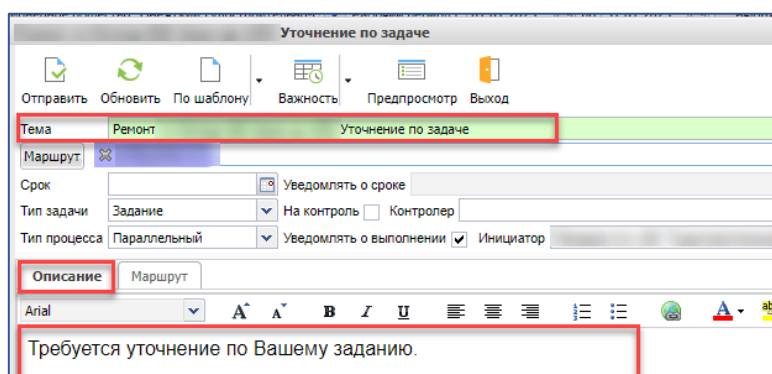 Уточнение по задаче
Отправить Обновить По шаблону Важность Предпросмотр Выход
Тема Ремонт Уточнение по задаче
Маршрут
Срок Уведомлять о сроке
Тип задачи Задание На контроль Контролер
Тип процесса Параллельный Уведомлять о выполнении Инициатор
Описание Маршрут
Arial A A B I U A ab
Требуется уточнение по Вашему заданию.